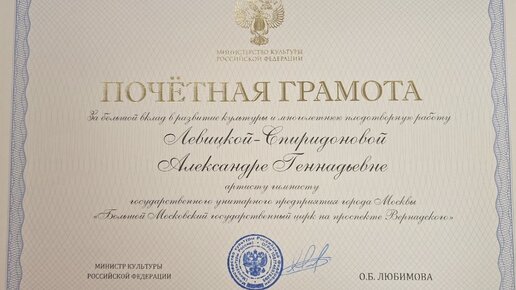 МИНИСТЕРСТВО КУЛЬТУРЫ
РОССИЙСКОЙ ФЕДЕРАЦИИ
ПОЧЁТНАЯ ГРАМОТА
За большой вклад в развитие культуры и многолетнюю плодотворную работу
Левицкой-Спиридоновой
Александре Геннадьевне
артисту гимнасту
государственного унитарного предприятия города Москвы
«Большой Московский государственный цирк на проспекте Вернадского»
МИНИСТР КУЛЬТУРЫ
РОССИЙСКОЙ ФЕДЕРАЦИИ
О.Б. ЛЮБИМОВА